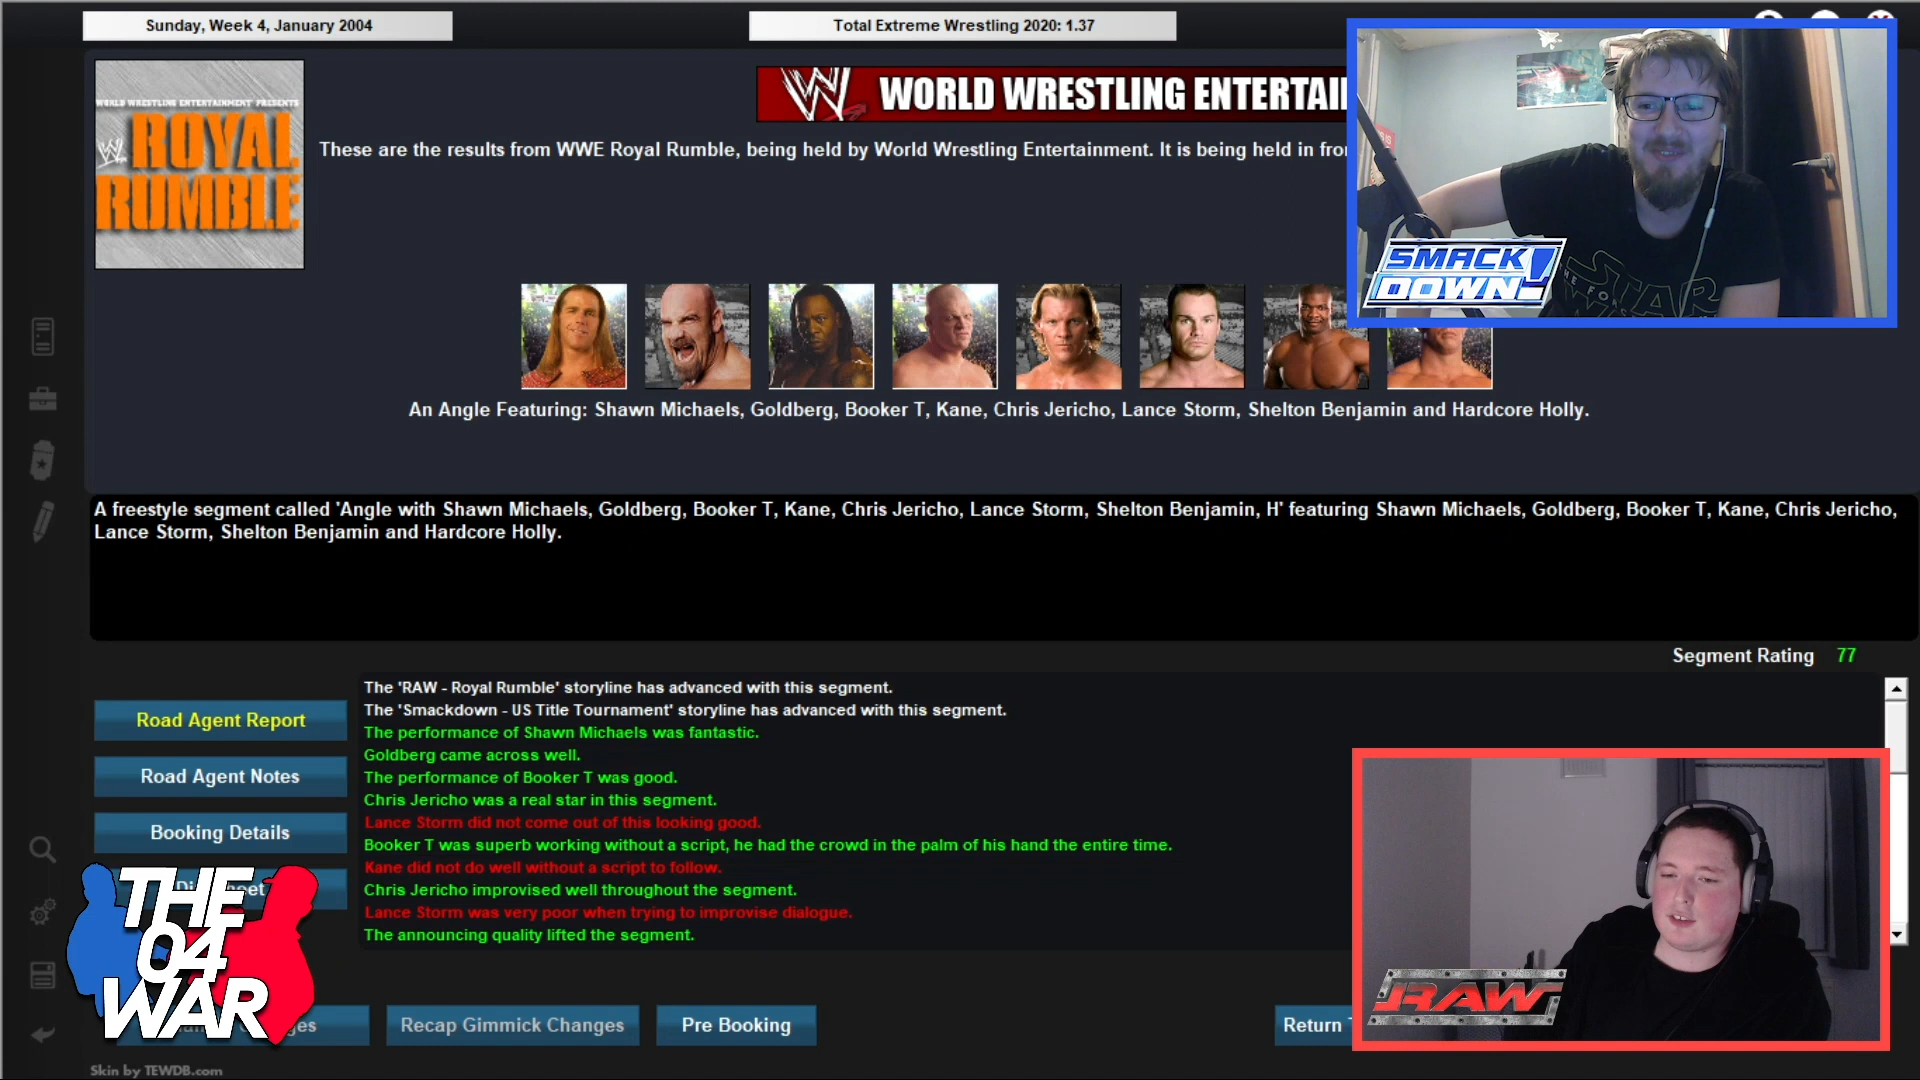 Sunday, Week 4, January 2004
Total Extreme Wrestling 2020: 1.37
WORLD WRESTLING ENTERTAINMENT PRESENTS
ROYAL
RUMBLE
WORLD WRESTLING ENTERTAI
These are the results from WWE Royal Rumble, being held by World Wrestling Entertainment. It is being held in fro
SMACK
DOWN!
STAR
An Angle Featuring: Shawn Michaels, Goldberg, Booker T, Kane, Chris Jericho, Lance Storm, Shelton Benjamin and Hardcore Holly.
A freestyle segment called 'Angle with Shawn Michaels, Goldberg, Booker T, Kane, Chris Jericho, Lance Storm, Shelton Benjamin, H' featuring Shawn Michaels, Goldberg, Booker T, Kane, Chris Jericho,
Lance Storm, Shelton Benjamin and Hardcore Holly.
Segment Rating 77
Road Agent Report
Road Agent Notes
Booking Details
The 'RAW - Royal Rumble' storyline has advanced with this segment.
The 'Smackdown - US Title Tournament' storyline has advanced with this segment.
The performance of Shawn Michaels was fantastic.
Goldberg came across well.
The performance of Booker T was good.
Chris Jericho was a real star in this segment.
Lance Storm did not come out of this looking good.
Booker T was superb working without a script, he had the crowd in the palm of his hand the entire time.
Kane did not do well without a script to follow.
Chris Jericho improvised well throughout the segment.
Lance Storm was very poor when trying to improvise dialogue.
The announcing quality lifted the segment.
THE
04
WAR
Recap Gimmick Changes
Pre Booking
Return
RAW
Skin by TEWDB.com